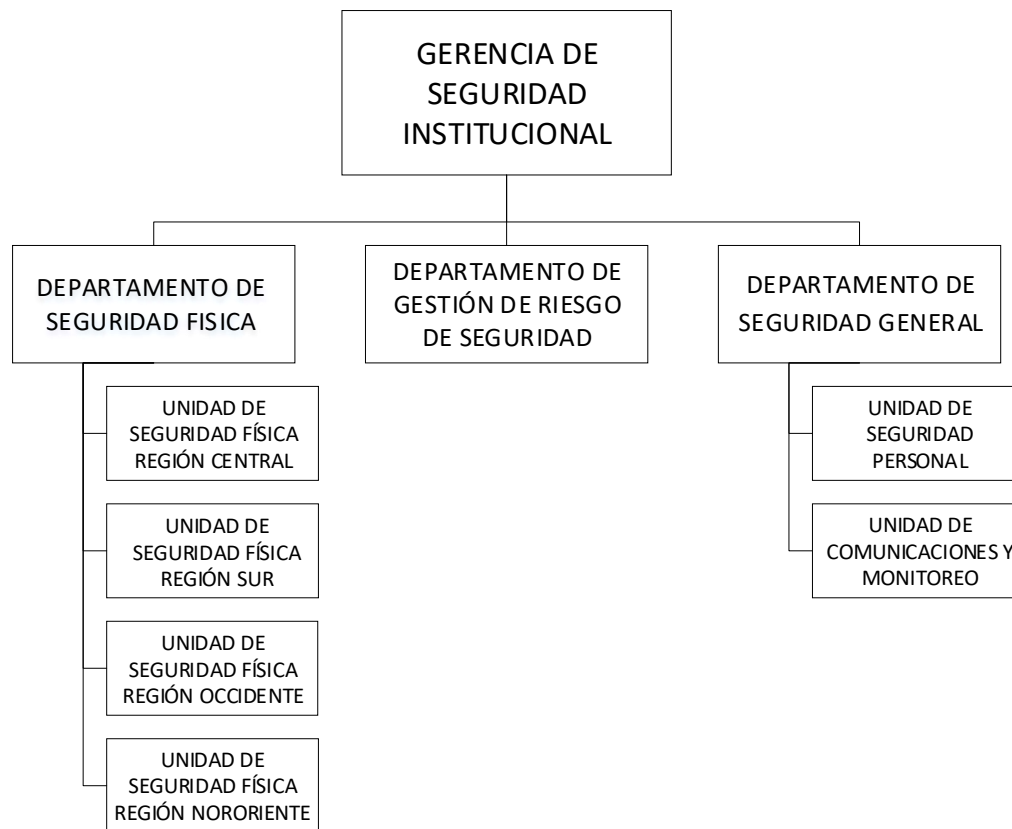 GERENCIA DE
SEGURIDAD
INSTITUCIONAL
DEPARTAMENTO DE
SEGURIDAD FISICA
DEPARTAMENTO DE
GESTIÓN DE RIESGO
DE SEGURIDAD
DEPARTAMENTO DE
SEGURIDAD GENERAL
UNIDAD DE
SEGURIDAD FÍSICA
REGIÓN CENTRAL
UNIDAD DE
SEGURIDAD FÍSICA
REGIÓN SUR
UNIDAD DE
SEGURIDAD FÍSICA
REGIÓN OCCIDENTE
UNIDAD DE
SEGURIDAD FÍSICA
REGIÓN NORORIENTE
UNIDAD DE
SEGURIDAD
PERSONAL
UNIDAD DE
COMUNICACIONES Y
MONITOREO